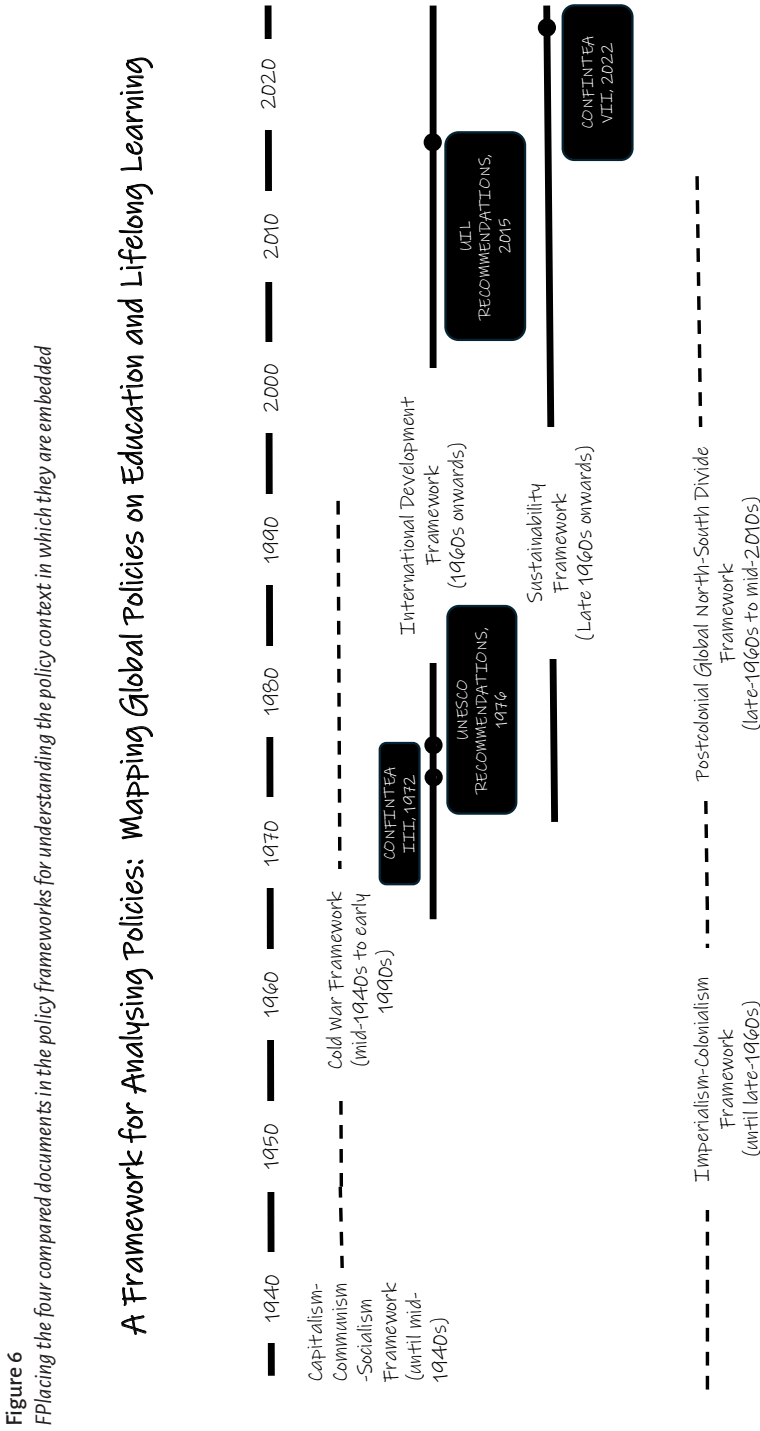 Figure 6
FPlacing the four compared documents in the policy frameworks for understanding the policy context in which they are embedded
A Framework for Analysing Policies: Mapping Global Policies on Education and Lifelong Learning
1940
1950
1960
1970
1980
1990
2000
2010
2020
Capitalism-
Communism
-Socialism
Framework
(until mid-
1940s)
Cold War Framework
(mid-1940s to early
1990s)
CONFINTEA
III, 1972
International Development
Framework
(1960s onwards)
UNESCO
RECOMMENDATIONS,
1976
UIL
RECOMMENDATIONS,
2015
Sustainability
Framework
(Late 1960s onwards)
CONFINTEA
VII, 2022
Imperialism-Colonialism
Framework
(until late-1960s)
Postcolonial Global North-South Divide
Framework
(late-1960s to mid-2010s)